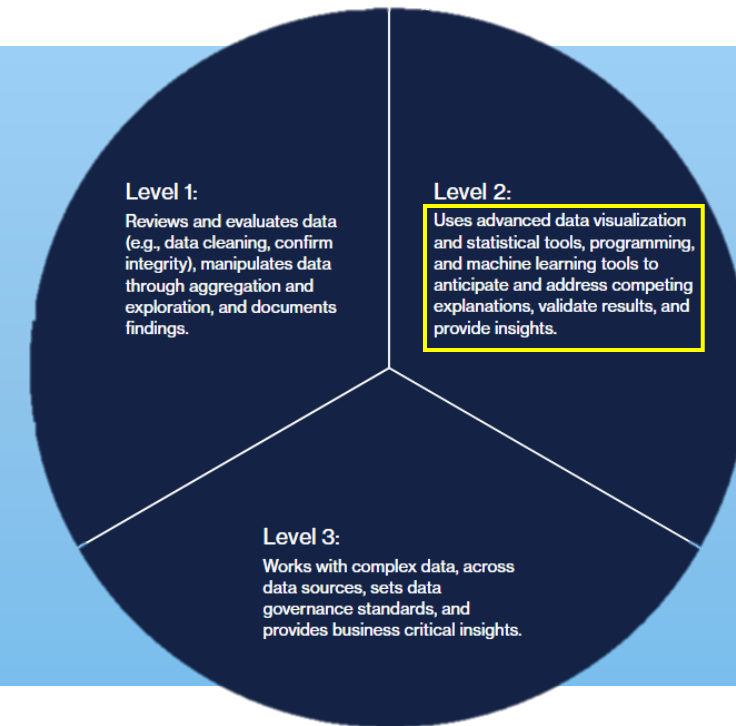 Level 1:
Reviews and evaluates data
(e.g., data cleaning, confirm
integrity), manipulates data
through aggregation and
exploration, and documents
findings.
Level 2:
Uses advanced data visualization
and statistical tools, programming,
and machine learning tools to
anticipate and address competing
explanations, validate results, and
provide insights.
Level 3:
Works with complex data, across
data sources, sets data
governance standards, and
provides business critical insights.